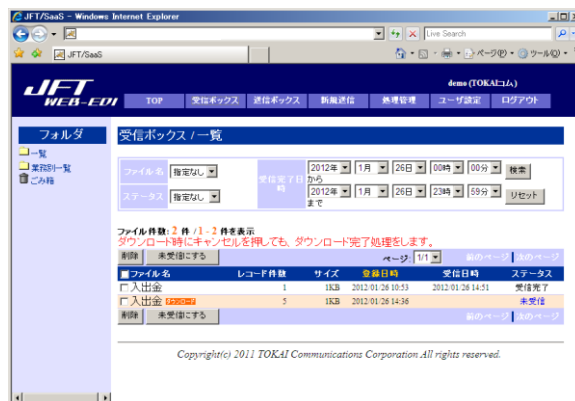 JFT/SaaS - Windows Internet Explorer
Live Search
JFT/SaaS
ページ(P) ツール(O)
JFT
WEB-EDI
demo (TOKAIコム)
TOP 受信ボックス 送信ボックス 新規送信 処理管理 ユーザ設定 ログアウト
フォルダ
一覧
業務別一覧
ごみ箱
受信ボックス / 一覧
ファイル名 指定なし
ステータス 指定なし
受信完了日時
2012年 1月 26日 00時 00分 検索
から
2012年 1月 26日 23時 59分 リセット
まで
ファイル件数: 2 件 / 1 - 2 件を表示
ダウンロード時にキャンセルを押しても、ダウンロード完了処理をします。
削除 未受信にする ページ: 1/1 前のページ 次のページ
ファイル名 レコード件数 サイズ 登録日時 受信日時 ステータス
入出金 1 1KB 2012/01/26 10:53 2012/01/26 14:51 受信完了
入出金 ダウンロード 5 1KB 2012/01/26 14:36 未受信
削除 未受信にする 前のページ 次のページ
Copyright(c) 2011 TOKAI Communications Corporation All rights reserved.